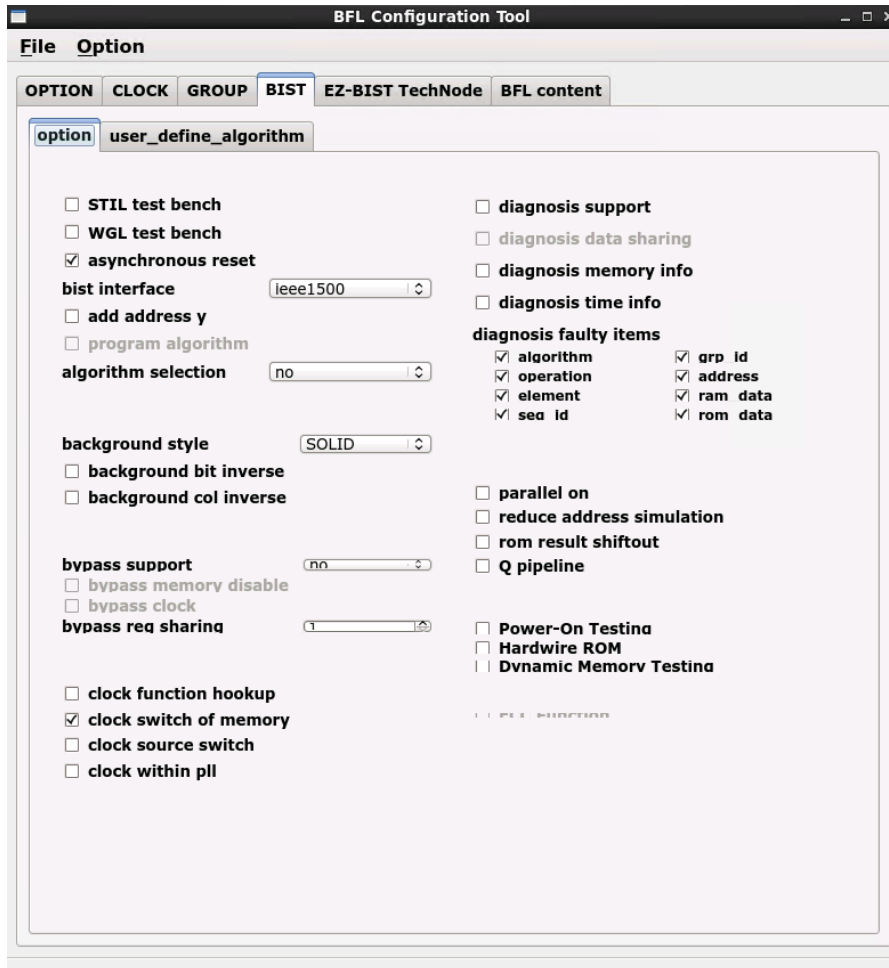 BFL Configuration Tool
File Option
OPTION CLOCK GROUP BIST EZ-BIST TechNode BFL content
option user_define_algorithm
STIL test bench
WGL test bench
asynchronous reset
bist interface ieee1500
add address y
program algorithm
algorithm selection no
background style SOLID
background bit inverse
background col inverse
bypass support no
bypass memory disable
bypass clock
bypass reg sharing 1
clock function hookup
clock switch of memory
clock source switch
clock within pll
diagnosis support
diagnosis data sharing
diagnosis memory info
diagnosis time info
diagnosis faulty items
algorithm grp_id
operation address
element ram_data
seq_id rom_data
parallel on
reduce address simulation
rom result shiftout
Q pipeline
Power-On Testing
Hardwire ROM
Dynamic Memory Testing
Function